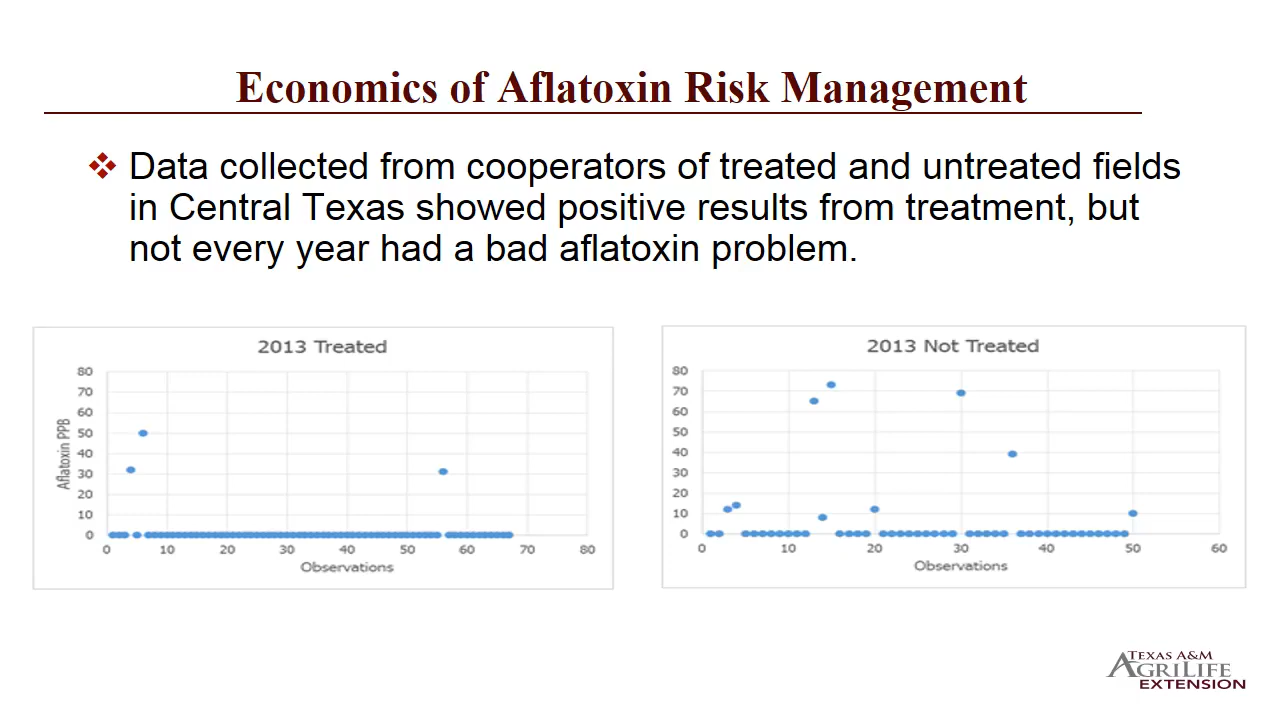 Economics of Aflatoxin Risk Management
❖ Data collected from cooperators of treated and untreated fields
in Central Texas showed positive results from treatment, but
not every year had a bad aflatoxin problem.
2013 Treated
80
70
60
50
40
30
20
10
0
Aflatoxin PPB
0 10 20 30 40 50 60 70 80
Observations
2013 Not Treated
80
70
60
50
40
30
20
10
0
0 10 20 30 40 50 60
Observations
TEXAS A&M
AGRILIFE
EXTENSION